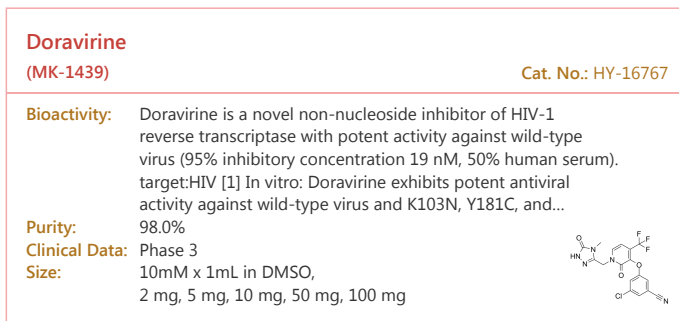 Doravirine
(MK-1439)
Cat. No.: HY-16767
Bioactivity: Doravirine is a novel non-nucleoside inhibitor of HIV-1
reverse transcriptase with potent activity against wild-type
virus (95% inhibitory concentration 19 nM, 50% human serum).
target:HIV [1] In vitro: Doravirine exhibits potent antiviral
activity against wild-type virus and K103N, Y181C, and...
Purity: 98.0%
Clinical Data: Phase 3
Size: 10mM x 1mL in DMSO,
2 mg, 5 mg, 10 mg, 50 mg, 100 mg
O
N
HN
N
N
O
F
F
F
O
Cl
CN